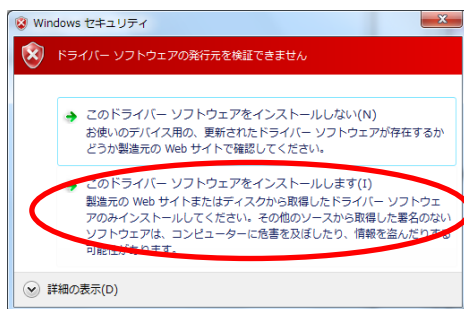 Windows セキュリティ
ドライバー ソフトウェアの発行元を検証できません
このドライバー ソフトウェアをインストールしない(N)
お使いのデバイス用の、更新されたドライバー ソフトウェアが存在するか
どうか製造元の Web サイトで確認してください。
このドライバー ソフトウェアをインストールします(I)
製造元の Web サイトまたはディスクから取得したドライバー ソフトウェ
アのみインストールしてください。その他のソースから取得した署名のない
ソフトウェアは、コンピューターに危害を及ぼしたり、情報を盗んだりする
可能性があります。
詳細の表示(D)